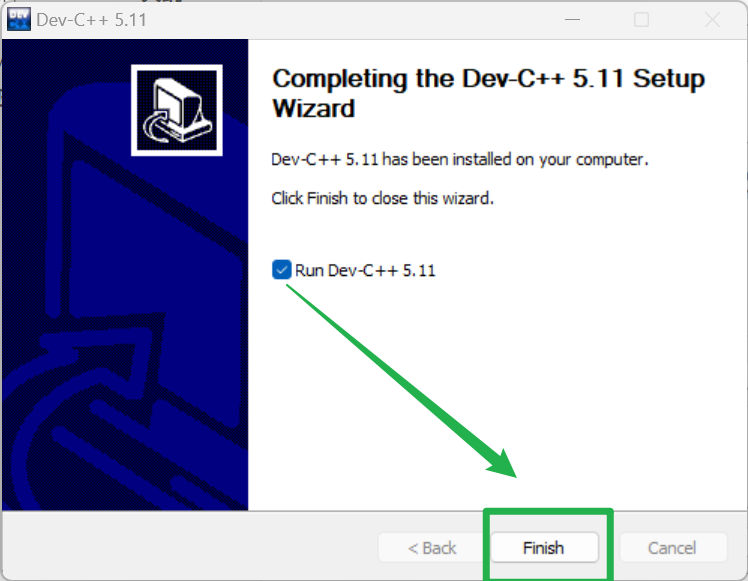 Dev-C++ 5.11
Completing the Dev-C++ 5.11 Setup
Wizard
Dev-C++ 5.11 has been installed on your computer.
Click Finish to close this wizard.
Run Dev-C++ 5.11
< Back
Finish
Cancel